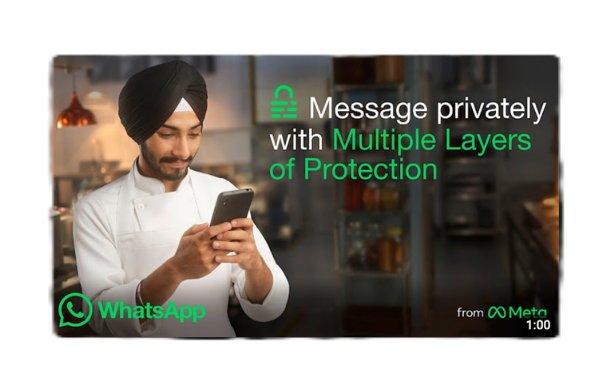 Message privately
with Multiple Layers
of Protection
WhatsApp
from Meta
1:00